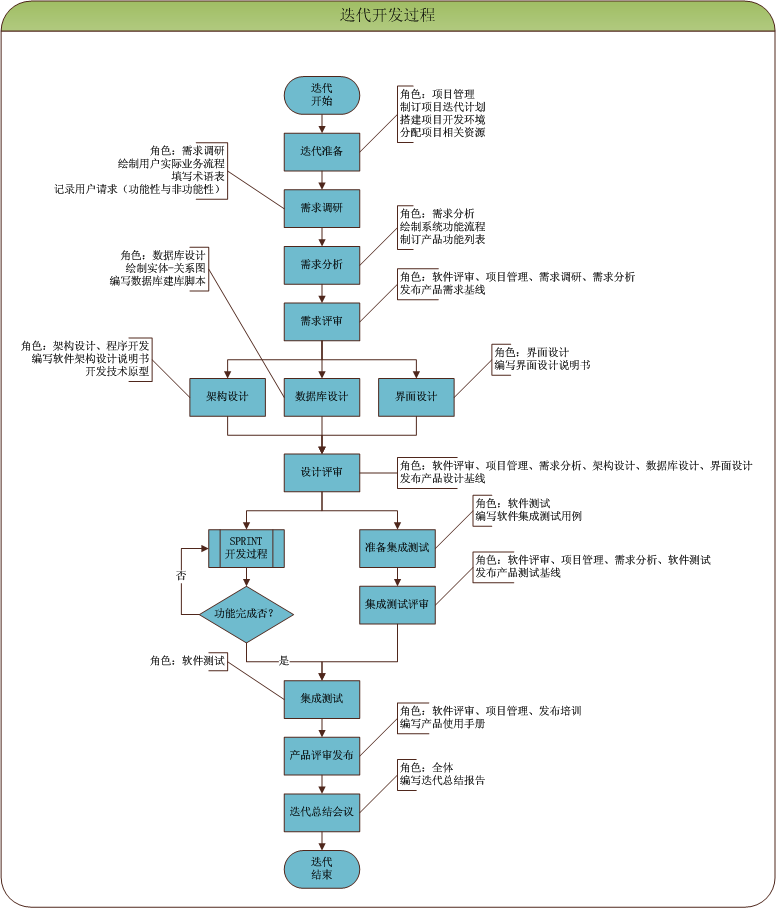 迭代开发过程
迭代
开始
角色：项目管理
制订项目迭代计划
搭建项目开发环境
分配项目相关资源
迭代准备
角色：需求调研
绘制用户实际业务流程
填写术语表
记录用户请求（功能性与非功能性）
需求调研
角色：需求分析
绘制系统功能流程
制订产品功能列表
需求分析
角色：数据库设计
绘制实体-关系图
编写数据库建库脚本
角色：软件评审、项目管理、需求调研、需求分析
发布产品需求基线
需求评审
角色：架构设计、程序开发
编写软件架构设计说明书
开发技术原型
角色：界面设计
编写界面设计说明书
架构设计
数据库设计
界面设计
设计评审
角色：软件评审、项目管理、需求分析、架构设计、数据库设计、界面设计
发布产品设计基线
角色：软件测试
编写软件集成测试用例
SPRINT
开发过程
准备集成测试
角色：软件评审、项目管理、需求分析、软件测试
发布产品测试基线
否
功能完成否？
集成测试评审
角色：软件测试
是
集成测试
角色：软件评审、项目管理、发布培训
编写产品使用手册
产品评审发布
角色：全体
编写迭代总结报告
迭代总结会议
迭代
结束